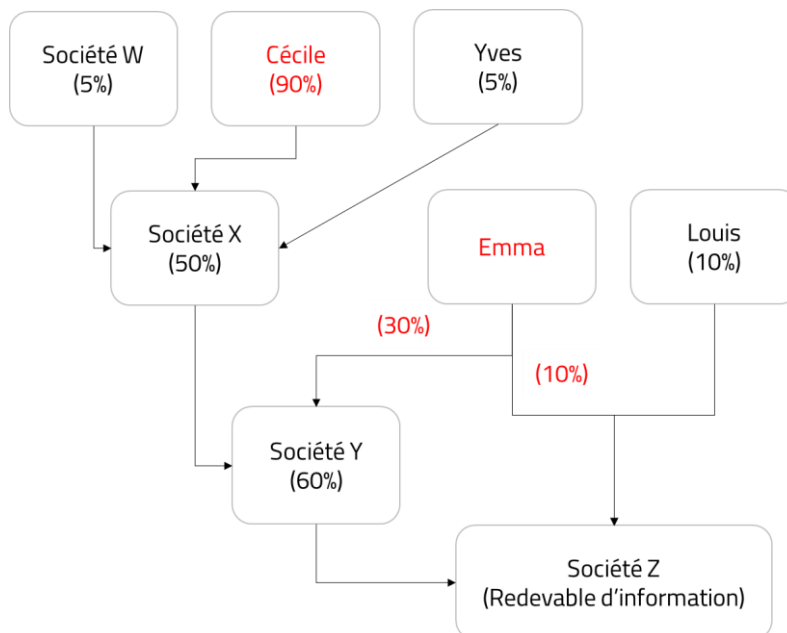 Société W
(5%)
Cécile
(90%)
Yves
(5%)
Société X
(50%)
Emma
Louis
(10%)
(30%)
(10%)
Société Y
(60%)
Société Z
(Redevable d’information)